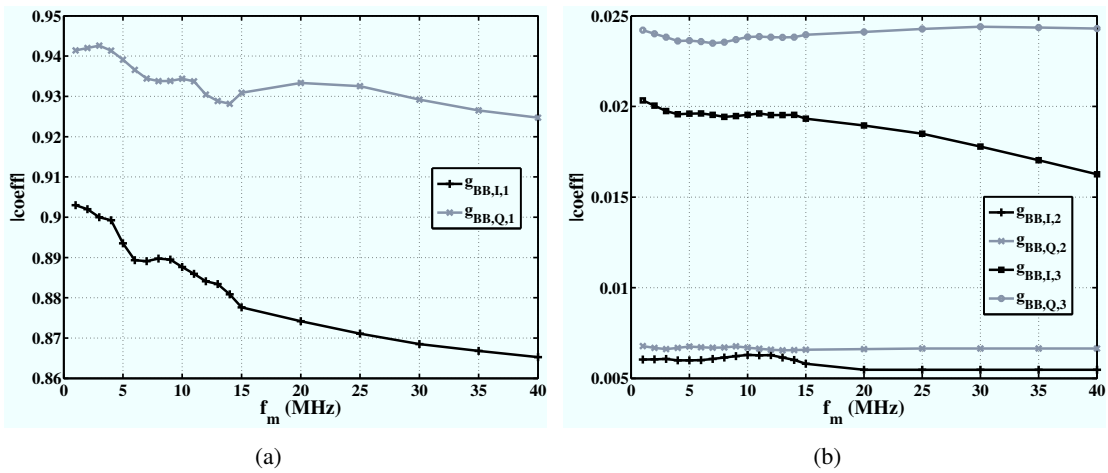 0.95
0.94
0.93
0.92
0.91
0.9
0.89
0.88
0.87
0.86
|coeff|
g_BB,I,1
g_BB,Q,1
0 5 10 15 20 25 30 35 40
f_m (MHz)
(a)
0.025
0.02
0.015
0.01
0.005
|coeff|
g_BB,I,2
g_BB,Q,2
g_BB,I,3
g_BB,Q,3
0 5 10 15 20 25 30 35 40
f_m (MHz)
(b)